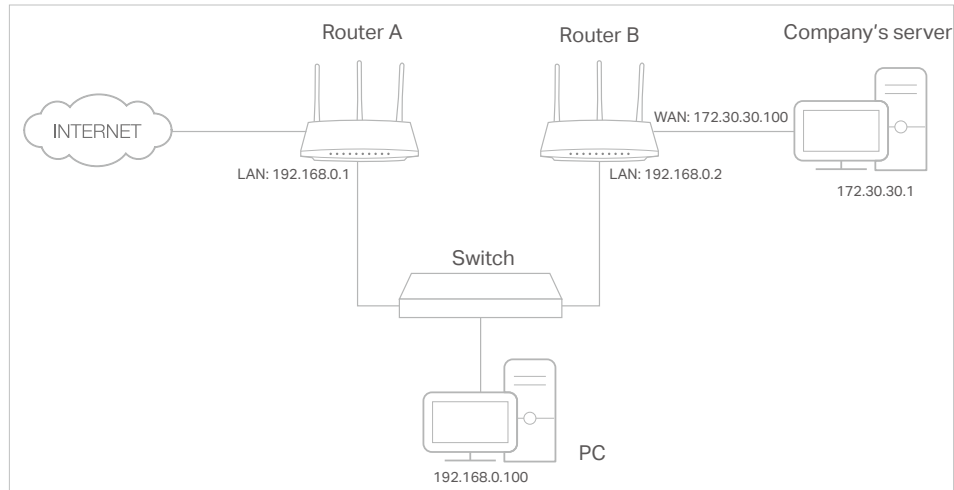 Router A
Router B
Company's server
INTERNET
WAN: 172.30.30.100
LAN: 192.168.0.1
LAN: 192.168.0.2
172.30.30.1
Switch
PC
192.168.0.100